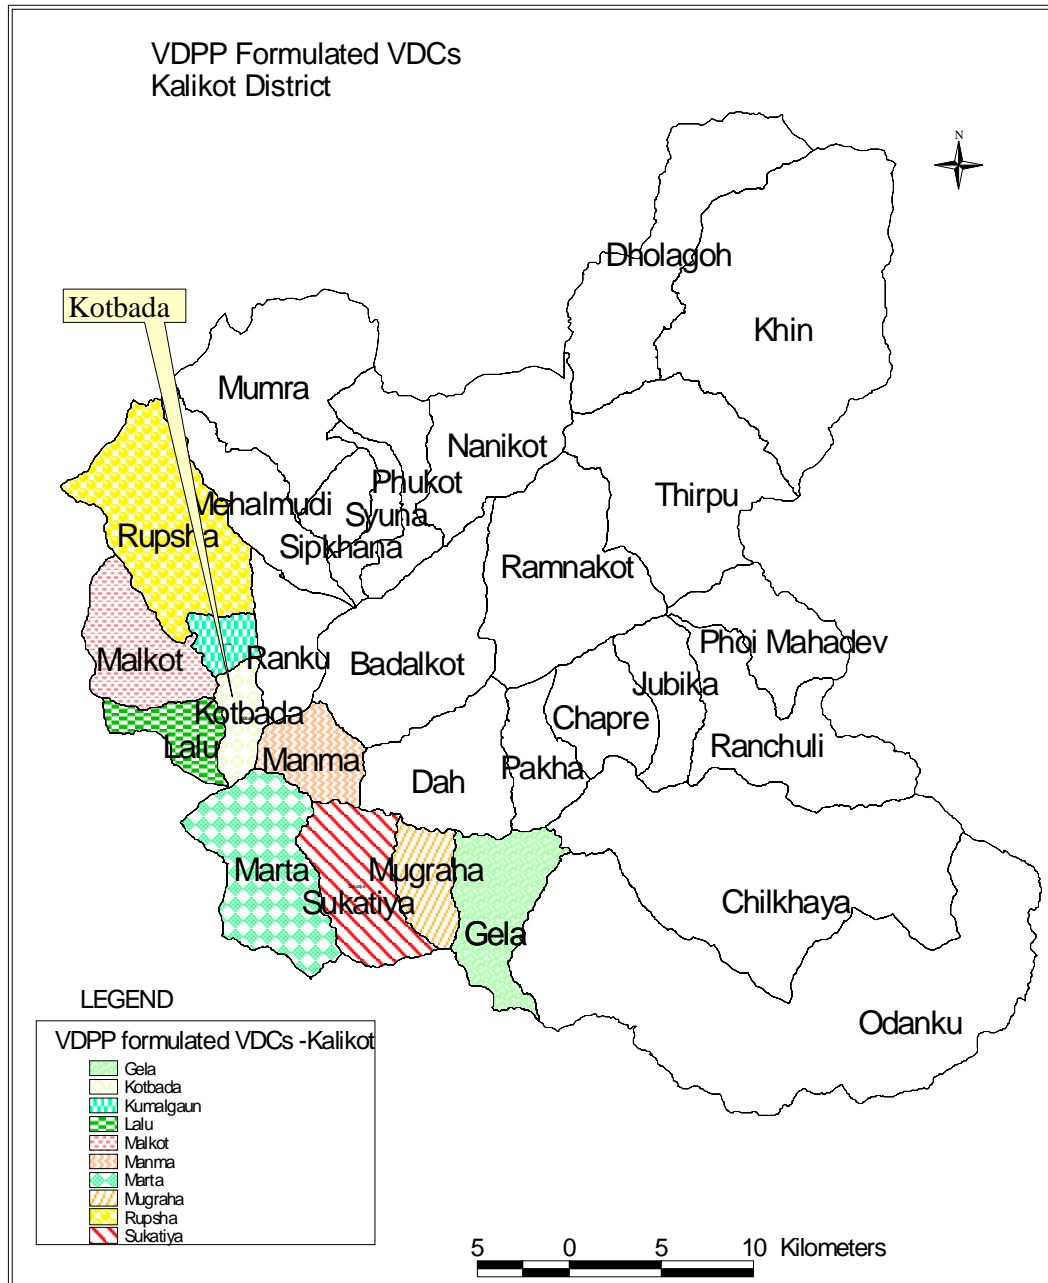 VDPP Formulated VDCs
Kalikot District
N
Dholagoh
Kotbada
Khin
Mumra
Nanikot
Phukot
Thirpu
Mehalmudi
Syuna
Rupsha
Sipkhana
Ramnakot
Phoi Mahadev
Malkot
Ranku
Badalkot
Jubika
Kotbada
Chapre
Lalu
Ranchuli
Manma
Pakha
Dah
Marta
Mugraha
Sukatiya
Chilkhaya
Gela
Odanku
LEGEND
VDPP formulated VDCs -Kalikot
Gela
Kotbada
Kumalgaun
Lalu
Malkot
Manma
Marta
Mugraha
Rupsha
Sukatiya
5 0 5 10 Kilometers